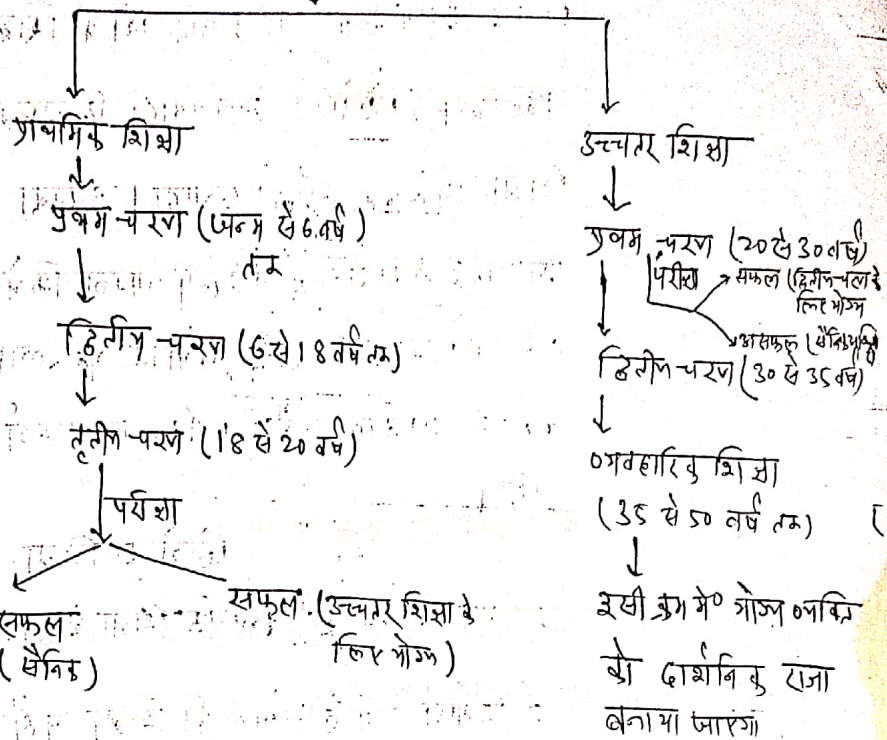 प्राथमिक शिक्षा
प्रथम चरण (जन्म से 6 वर्ष)
तक
द्वितीय चरण (6 से 18 वर्ष तक)
तृतीय चरण (18 से 20 वर्ष)
परीक्षा
सफल
(सैनिक)
सफल (उच्चतर शिक्षा के
लिए योग्य)
उच्चतर शिक्षा
प्रथम चरण (20 से 30 वर्ष)
परीक्षा
सफल (द्वितीय चरण के
लिए योग्य
असफल
द्वितीय चरण (30 से 35 वर्ष)
व्यवहारिक शिक्षा
(35 से 50 वर्ष तक)
इसी क्रम में योग्य व्यक्ति
को दार्शनिक राजा
बनाया जाएगा